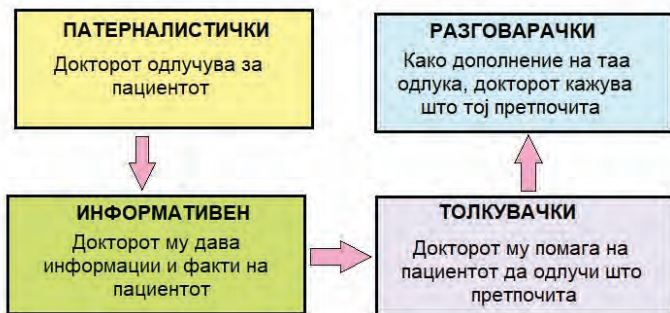 ПАТЕРНАЛИСТИЧКИ
Докторот одлучува за
пациентот
РАЗГОВАРАЧКИ
Како дополнение на таа
одлука, докторот кажува
што тој претпочита
ИНФОРМАТИВЕН
Докторот му дава
информации и факти на
пациентот
ТОЛКУВАЧКИ
Докторот му помага на
пациентот да одлучи што
претпочита